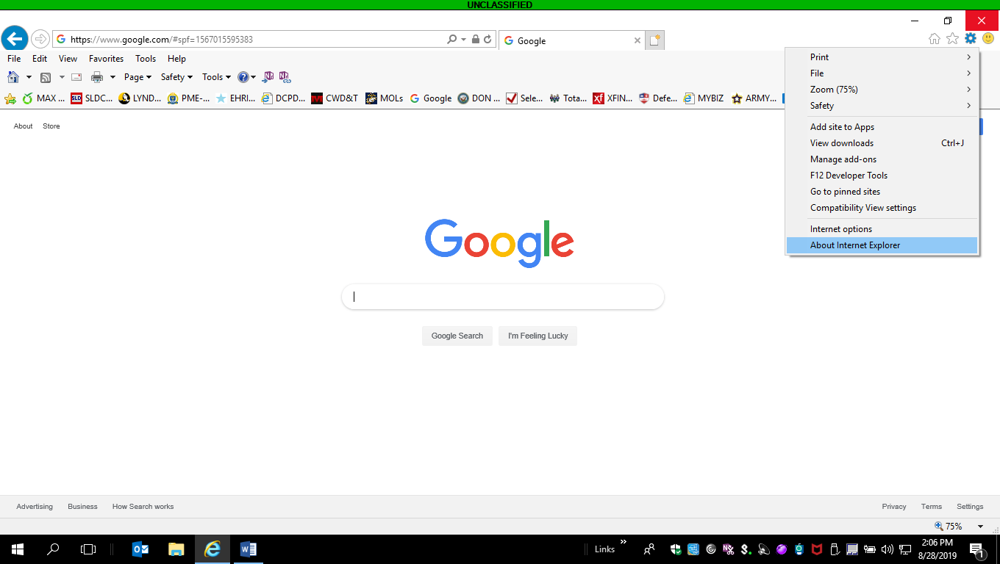 UNCLASSIFIED
https://www.google.com/#spf=1567015595383
Google
File Edit View Favorites Tools Help
Page Safety Tools
MAX ... SLDC... LYND... PME-... EHRI... DCPD... CWD&T MOLs Google DON ... Sele... Tota... XFIN... Defe... MYBIZ ARMY...
About Store
Print
File
Zoom (75%)
Safety
Add site to Apps
View downloads Ctrl+J
Manage add-ons
F12 Developer Tools
Go to pinned sites
Compatibility View settings
Internet options
About Internet Explorer
Google
Google Search I'm Feeling Lucky
Advertising Business How Search works Privacy Terms Settings
75%
Links
2:06 PM
8/28/2019
1